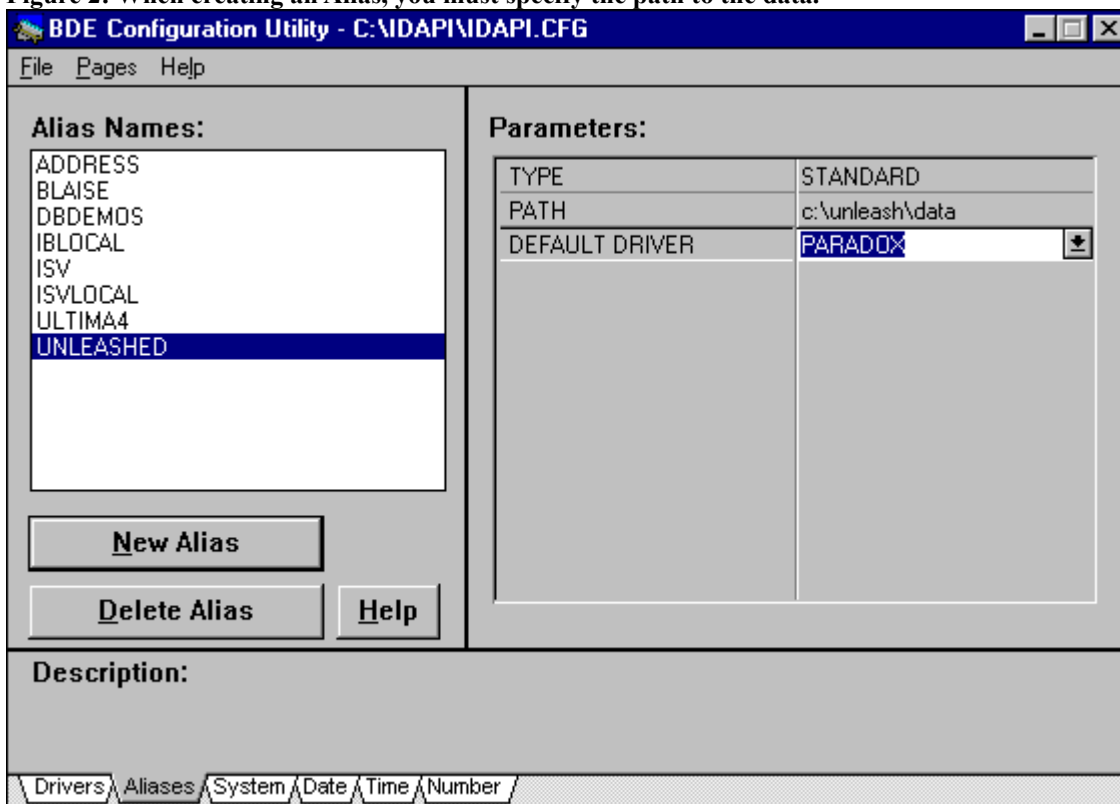 Figure 2: When creating an Alias, you must specify the path to the data.
BDE Configuration Utility - C:\IDAPI\IDAPI.CFG
File Pages Help
Alias Names:
ADDRESS
BLAISE
DBDEMOS
IBLOCAL
ISV
ISVLOCAL
ULTIMA4
UNLEASHED
New Alias
Delete Alias
Help
Parameters:
TYPE STANDARD
PATH c:\unleash\data
DEFAULT DRIVER PARADOX
Description:
Drivers Aliases System Date Time Number